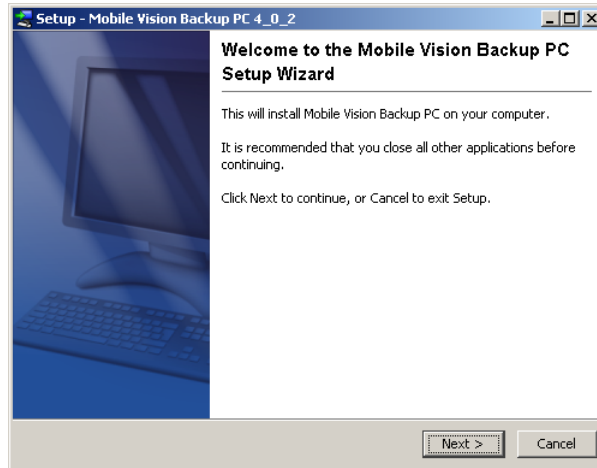 Setup - Mobile Vision Backup PC 4_0_2
Welcome to the Mobile Vision Backup PC
Setup Wizard
This will install Mobile Vision Backup PC on your computer.
It is recommended that you close all other applications before
continuing.
Click Next to continue, or Cancel to exit Setup.
Next >
Cancel